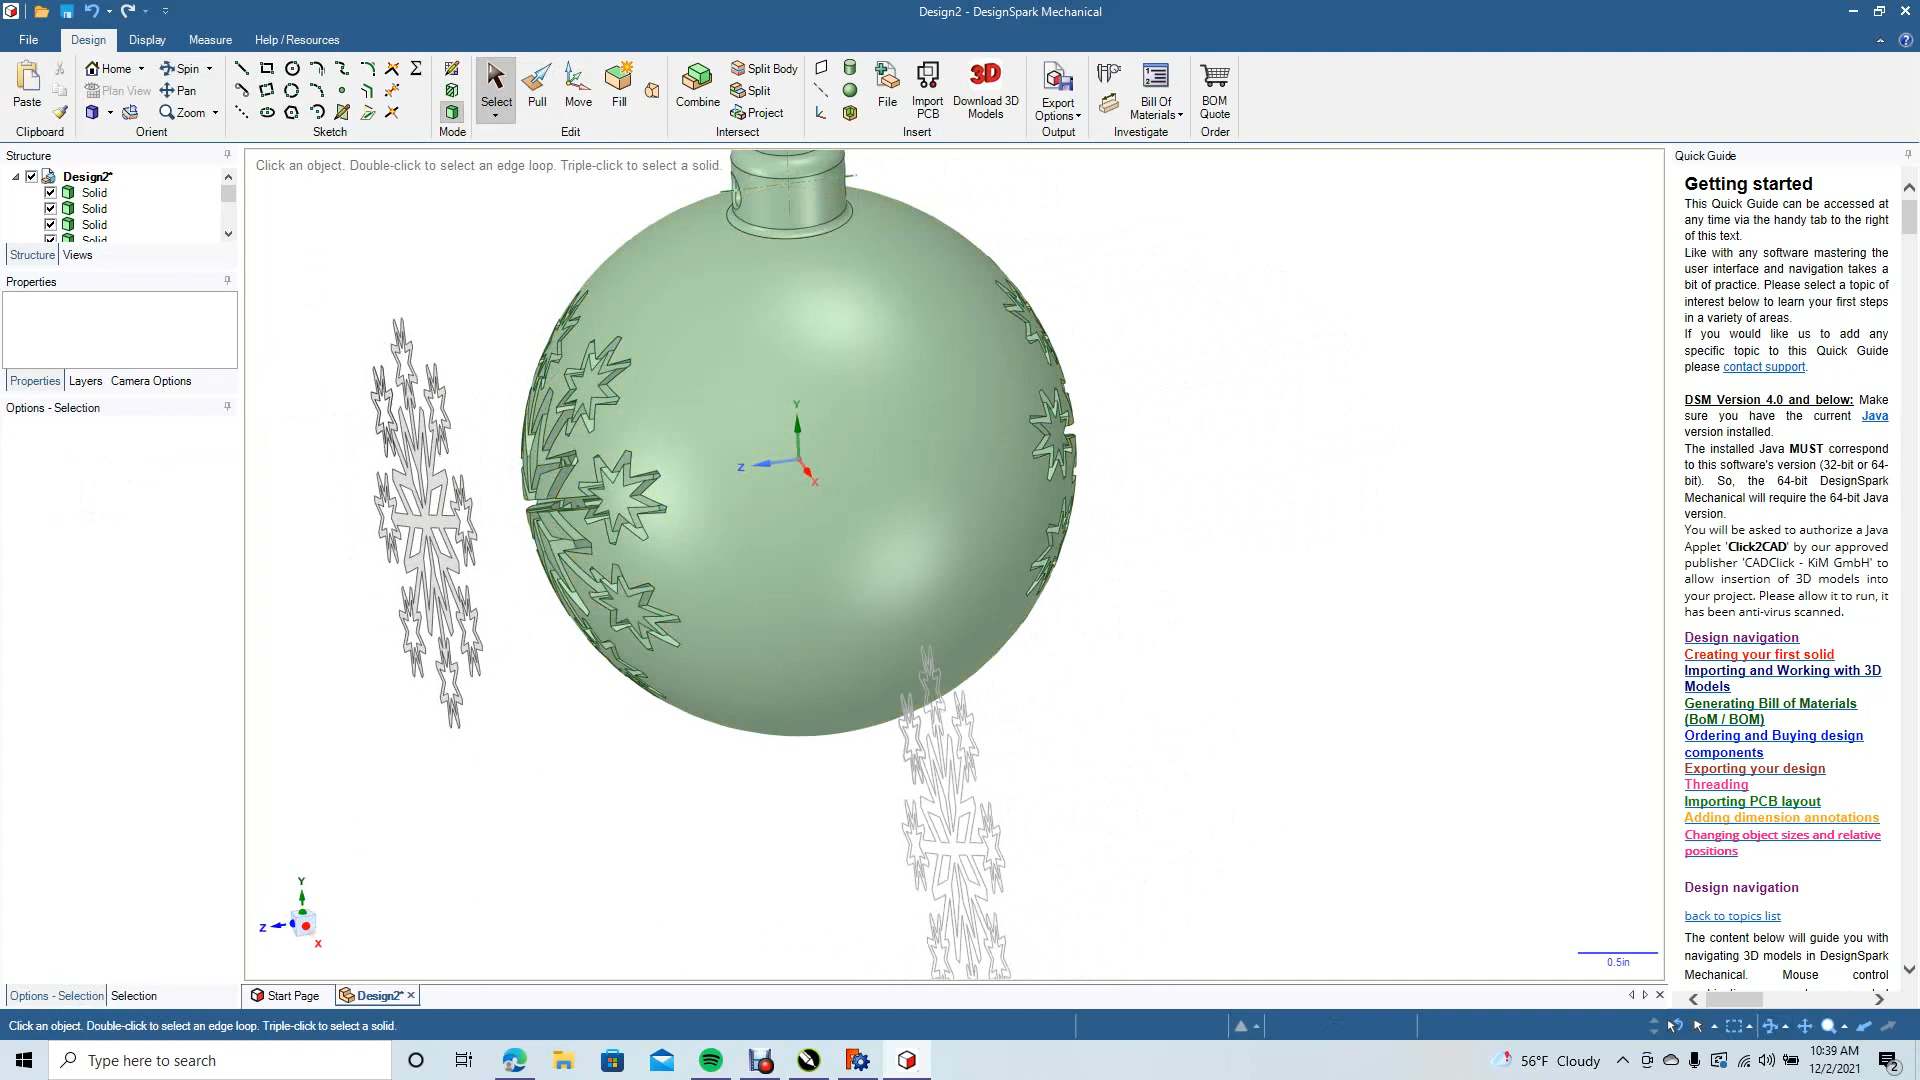 Design2 - DesignSpark Mechanical
File Design Display Measure Help / Resources
Paste Home Spin Plan View Pan Zoom
Select Pull Move Fill Combine Split Body Split Project
File Import PCB Download 3D Models Export Options Bill Of Materials BOM Quote
Clipboard Orient Sketch Mode Edit Intersect Insert Output Investigate Order
Structure
Design2*
Solid
Solid
Solid
Solid
Structure Views
Properties
Properties Layers Camera Options
Options - Selection
Click an object. Double-click to select an edge loop. Triple-click to select a solid.
Y
Z
X
Y
Z
X
0.5in
Quick Guide
Getting started
This Quick Guide can be accessed at
any time via the handy tab to the right
of this text.
Like with any software mastering the
user interface and navigation takes a
bit of practice. Please select a topic of
interest below to learn your first steps
in a variety of areas.
If you would like us to add any
specific topic to this Quick Guide
please contact support.
DSM Version 4.0 and below: Make
sure you have the current Java
version installed.
The installed Java MUST correspond
to this software's version (32-bit or 64-
bit). So, the 64-bit DesignSpark
Mechanical will require the 64-bit Java
version.
You will be asked to authorize a Java
Applet 'Click2CAD' by our approved
publisher 'CADClick - KiM GmbH' to
allow insertion of 3D models into
your project. Please allow it to run, it
has been anti-virus scanned.
Design navigation
Creating your first solid
Importing and Working with 3D
Models
Generating Bill of Materials
(BoM / BOM)
Ordering and Buying design
components
Exporting your design
Threading
Importing PCB layout
Adding dimension annotations
Changing object sizes and relative
positions
Design navigation
back to topics list
The content below will guide you with
navigating 3D models in DesignSpark
Mechanical. Mouse control
Options - Selection Selection
Start Page Design2*
Click an object. Double-click to select an edge loop. Triple-click to select a solid.
Type here to search
56°F Cloudy
10:39 AM
12/2/2021
2